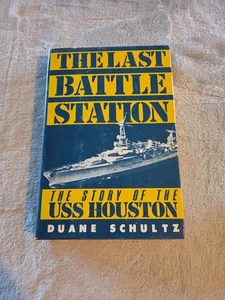 THE LAST
BATTLE
STATION
THE STORY OF THE
USS HOUSTON
DUANE SCHULTZ